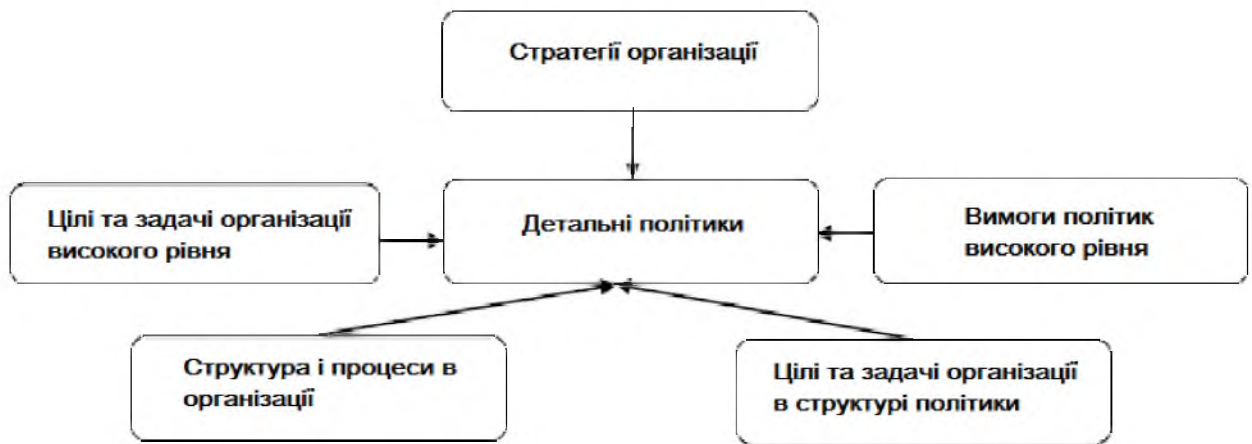 Стратегії організації
Цілі та задачі організації
високого рівня
Детальні політики
Вимоги політик
високого рівня
Структура і процеси в
організації
Цілі та задачі організації
в структурі політики